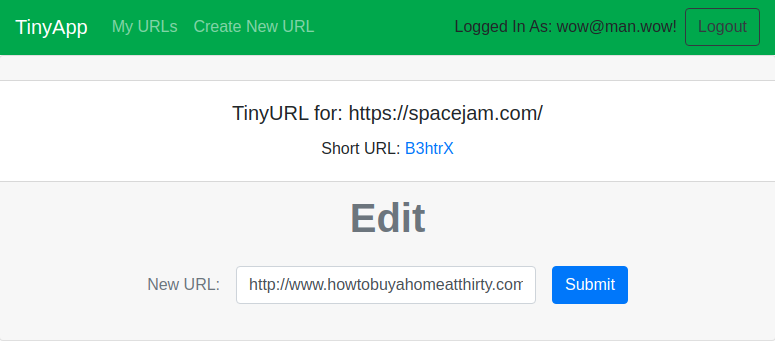 TinyApp My URLs Create New URL Logged In As: wow@man.wow! Logout
TinyURL for: https://spacejam.com/
Short URL: B3htrX
Edit
New URL: http://www.howtobuyahomeatthirty.com Submit